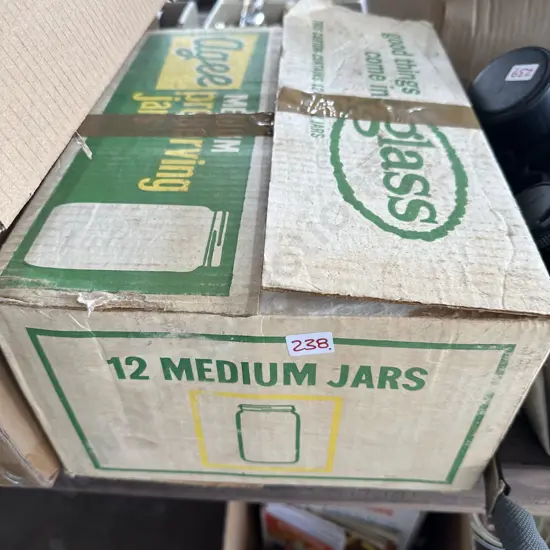 Agee
MEDIUM
preserving
jars
good things
come in
glass
238.
12 MEDIUM JARS